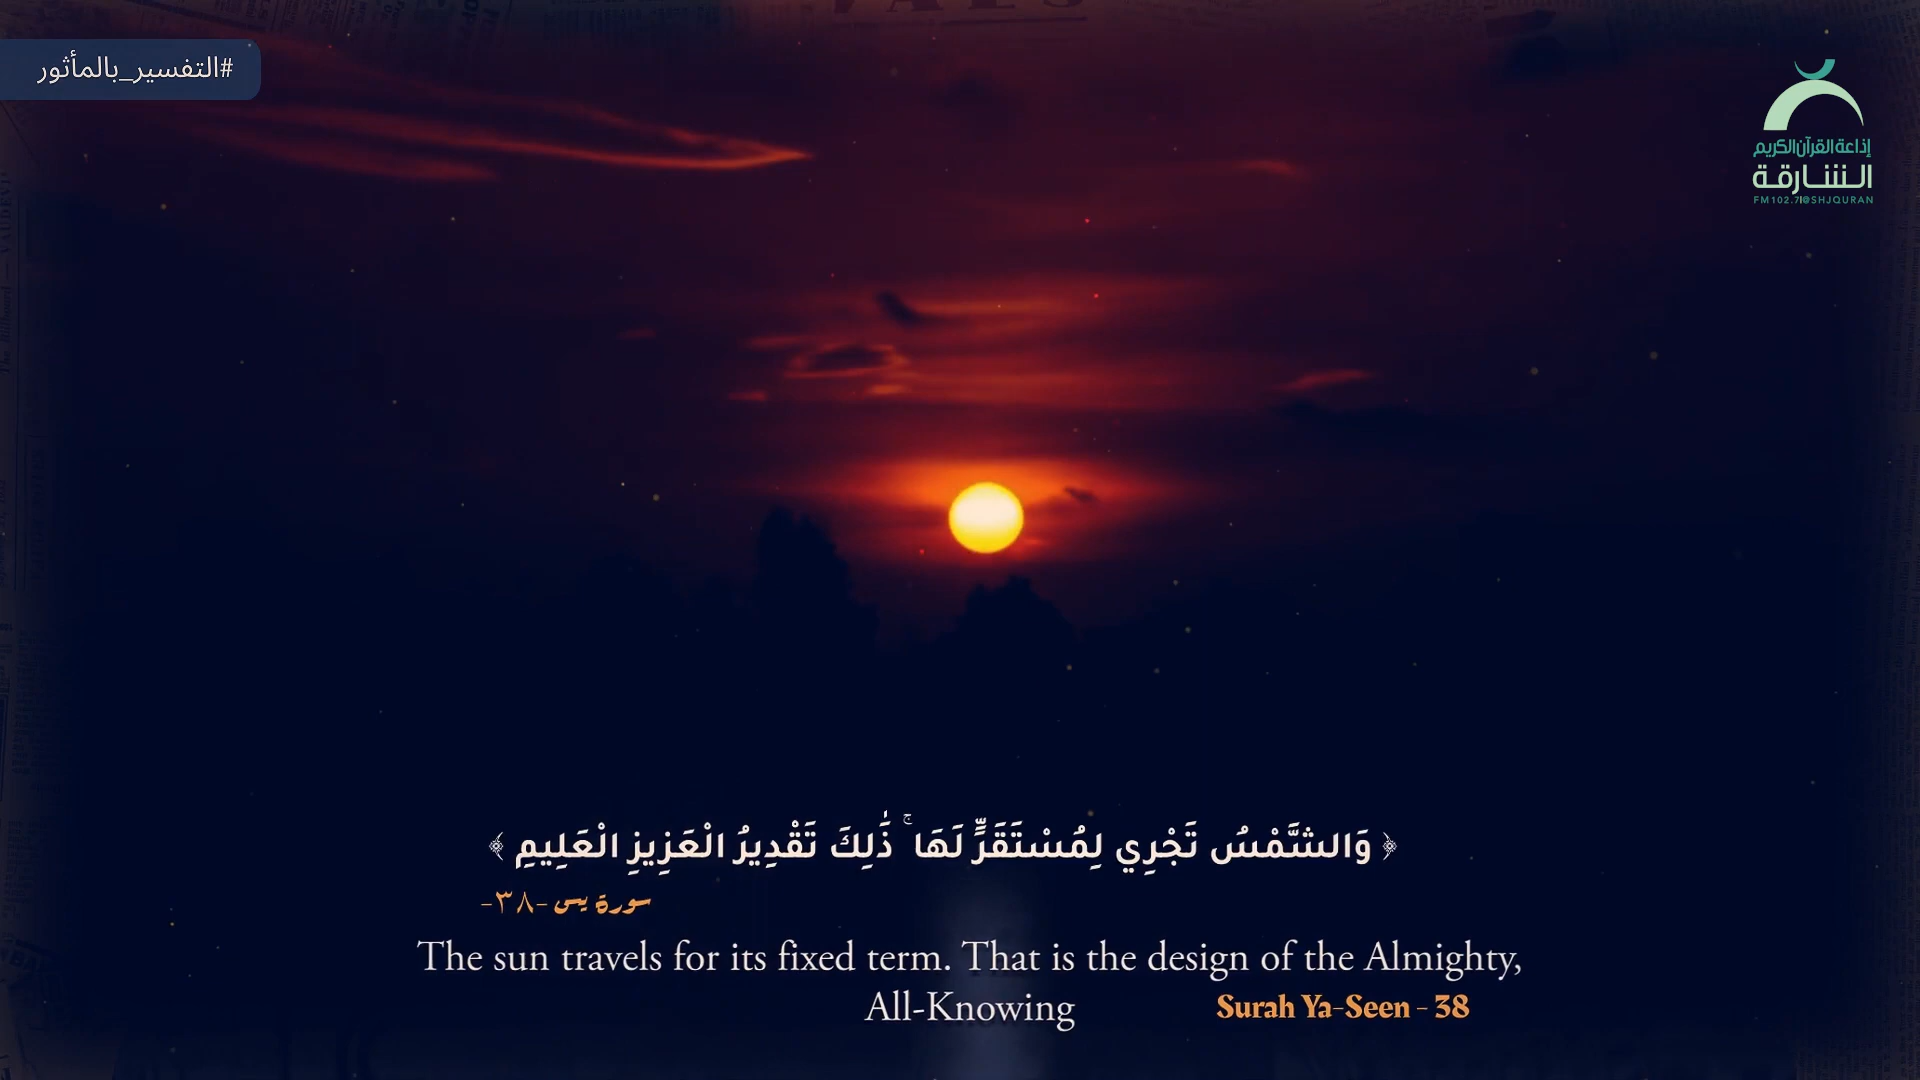 #التفسير_بالمأثور
إذاعة القرآن الكريم
الشارقة
FM102.7|@SHJQURAN
﴿ وَالشَّمْسُ تَجْرِي لِمُسْتَقَرٍّ لَهَا ۚ ذَٰلِكَ تَقْدِيرُ الْعَزِيزِ الْعَلِيمِ ﴾
سورة يس -٣٨-
The sun travels for its fixed term. That is the design of the Almighty,
All-Knowing
Surah Ya-Seen - 38